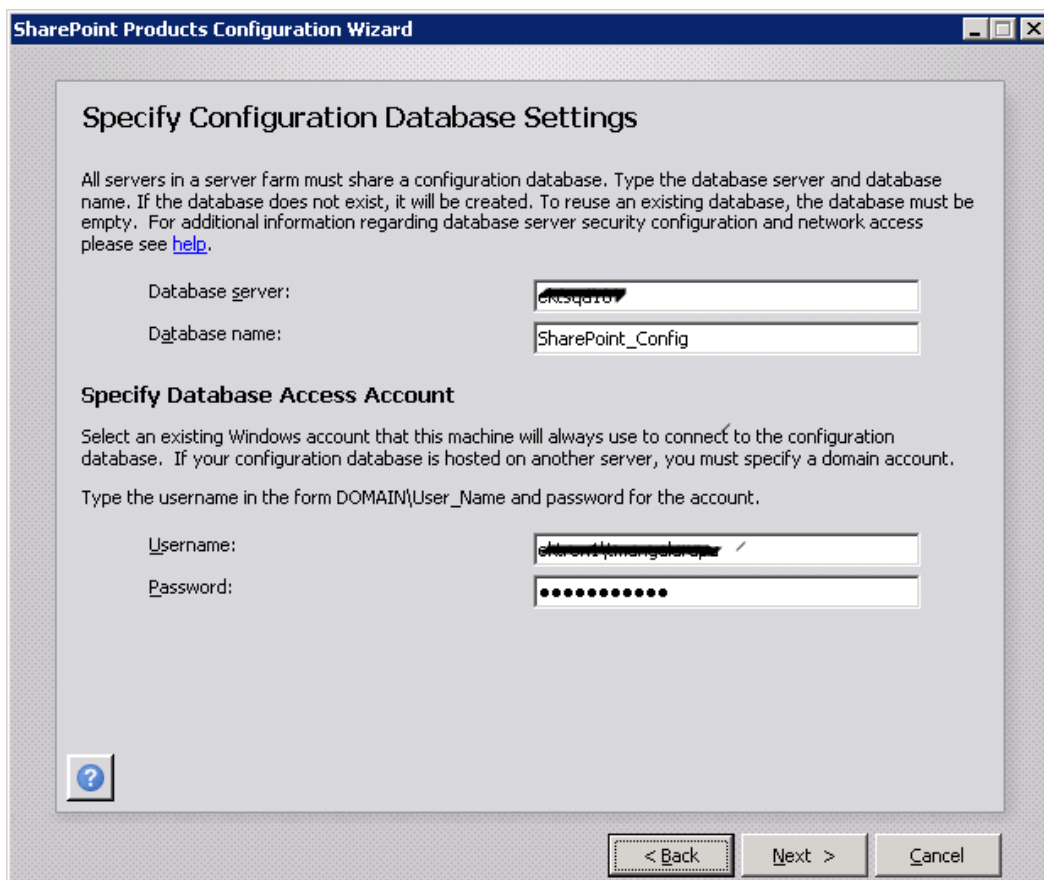 SharePoint Products Configuration Wizard
Specify Configuration Database Settings
All servers in a server farm must share a configuration database. Type the database server and database
name. If the database does not exist, it will be created. To reuse an existing database, the database must be
empty.  For additional information regarding database server security configuration and network access
please see help.
Database server:
Database name:
SharePoint_Config
Specify Database Access Account
Select an existing Windows account that this machine will always use to connect to the configuration
database.  If your configuration database is hosted on another server, you must specify a domain account.
Type the username in the form DOMAIN\User_Name and password for the account.
Username:
Password:
●●●●●●●●●●●
?
< Back
Next >
Cancel